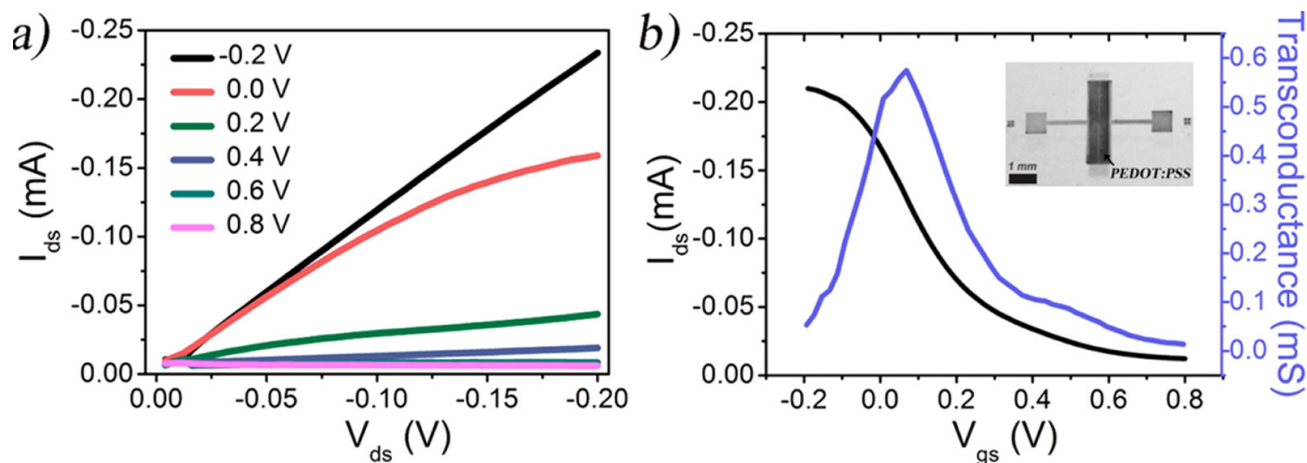 a)
-0.25
-0.20
-0.15
-0.10
-0.05
0.00
I_ds (mA)
-0.2 V
0.0 V
0.2 V
0.4 V
0.6 V
0.8 V
0.00 -0.05 -0.10 -0.15 -0.20
V_ds (V)
b)
-0.25
-0.20
-0.15
-0.10
-0.05
0.00
I_ds(mA)
1 mm
PEDOT:PSS
0.6
0.5
0.4
0.3
0.2
0.1
0.0
Transconductance (mS)
-0.2 0.0 0.2 0.4 0.6 0.8
V_gs (V)